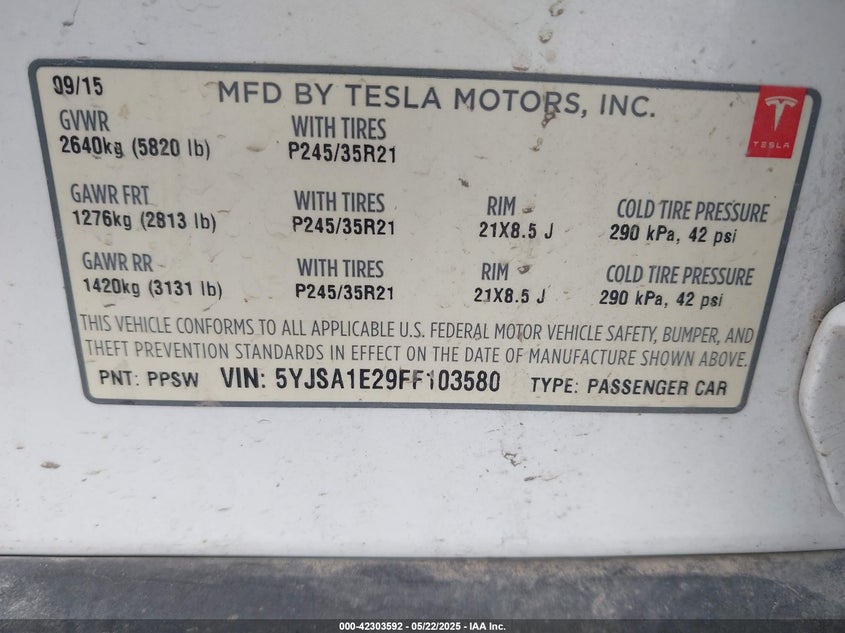 09/15 MFD BY TESLA MOTORS, INC.
TESLA
GVWR WITH TIRES
2640kg (5820 lb) P245/35R21
GAWR FRT WITH TIRES RIM COLD TIRE PRESSURE
1276kg (2813 lb) P245/35R21 21X8.5 J 290 kPa, 42 psi
GAWR RR WITH TIRES RIM COLD TIRE PRESSURE
1420kg (3131 lb) P245/35R21 21X8.5 J 290 kPa, 42 psi
THIS VEHICLE CONFORMS TO ALL APPLICABLE U.S. FEDERAL MOTOR VEHICLE SAFETY, BUMPER, AND
THEFT PREVENTION STANDARDS IN EFFECT ON THE DATE OF MANUFACTURE SHOWN ABOVE.
PNT: PPSW VIN: 5YJSA1E29FF103580 TYPE: PASSENGER CAR
000-42303592 - 05/22/2025 - IAA Inc.